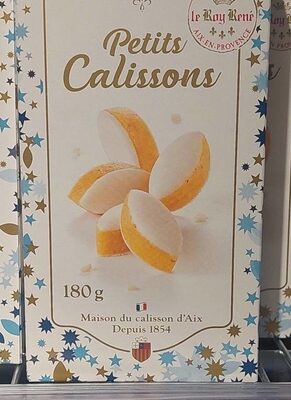 le Roy René
AIX-EN-PROVENCE
Petits
Calissons
180 g
Maison du calisson d'Aix
Depuis 1854